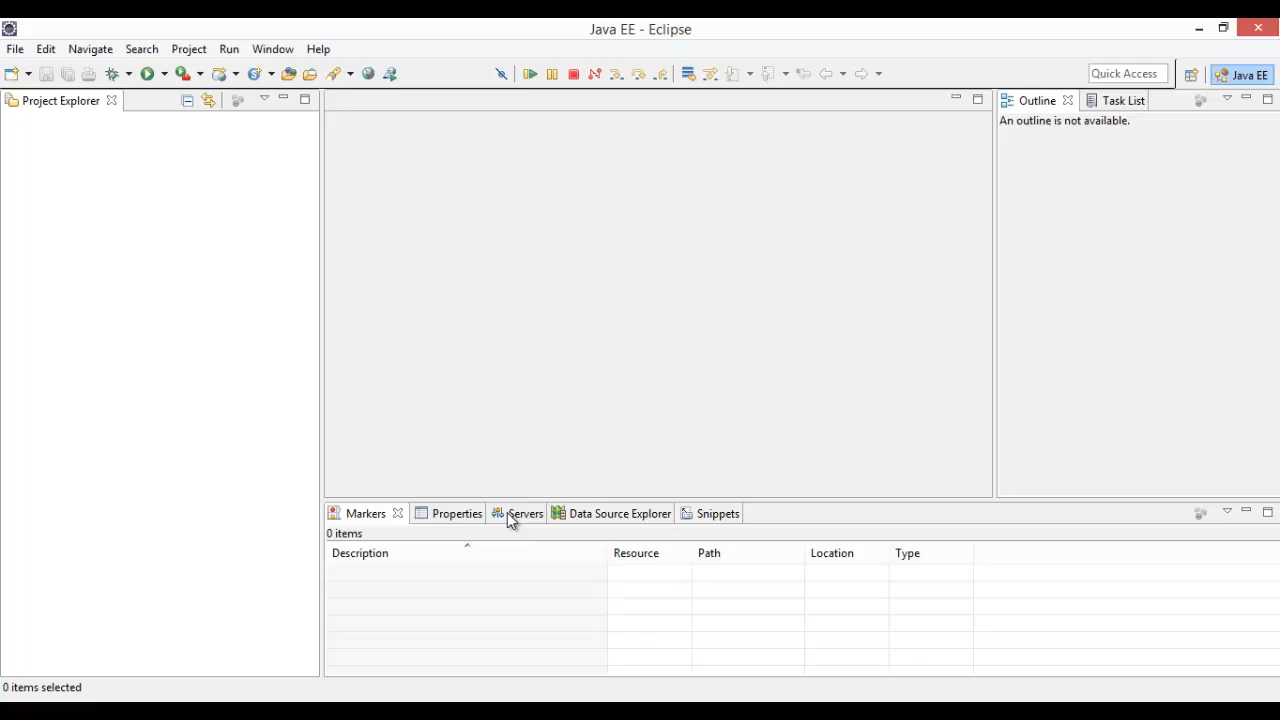 Java EE - Eclipse
File Edit Navigate Search Project Run Window Help
Quick Access Java EE
Project Explorer
Outline Task List
An outline is not available.
Markers Properties Servers Data Source Explorer Snippets
0 items
Description Resource Path Location Type
0 items selected